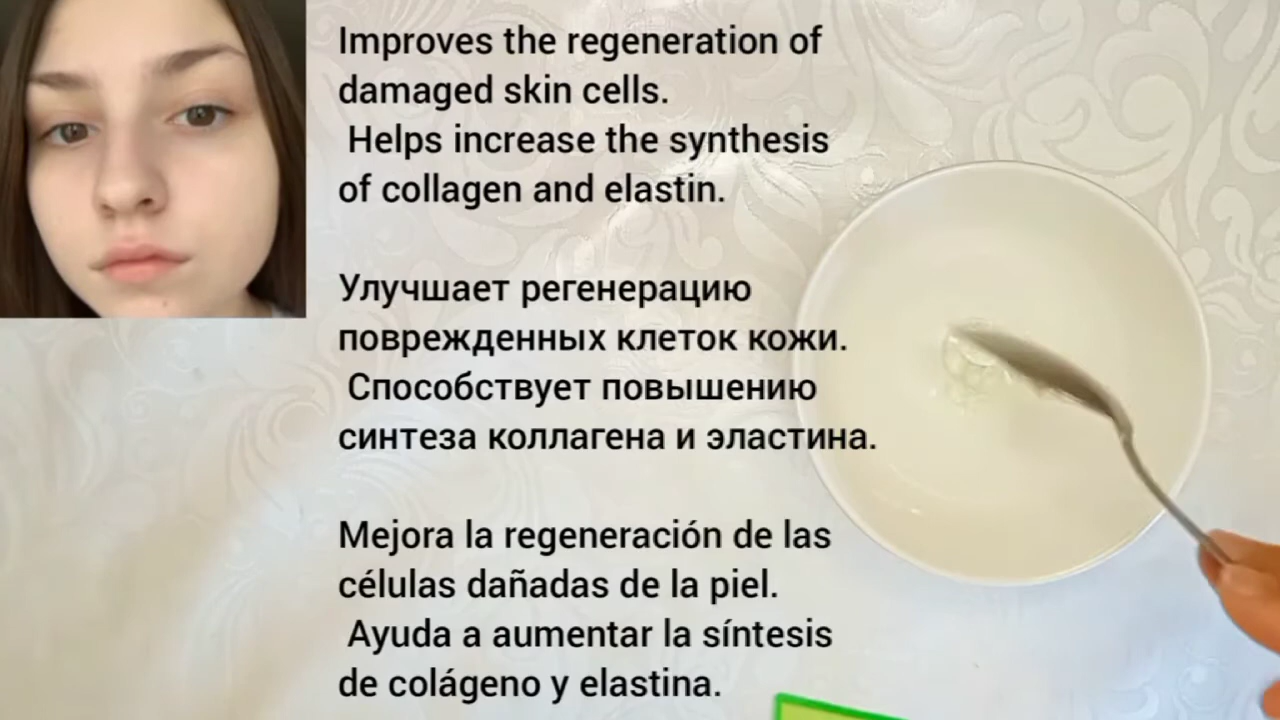 Improves the regeneration of
damaged skin cells.
Helps increase the synthesis
of collagen and elastin.
Улучшает регенерацию
поврежденных клеток кожи.
Способствует повышению
синтеза коллагена и эластина.
Mejora la regeneración de las
células dañadas de la piel.
Ayuda a aumentar la síntesis
de colágeno y elastina.